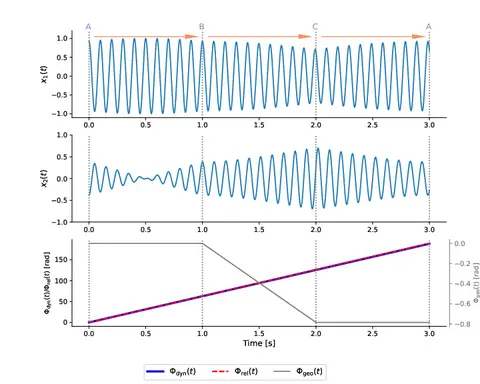 A B C A
x₁(t)
1.0
0.5
0.0
−0.5
−1.0
0.0 0.5 1.0 1.5 2.0 2.5 3.0
x₂(t)
1.0
0.5
0.0
−0.5
−1.0
0.0 0.5 1.0 1.5 2.0 2.5 3.0
Φdyn(t)/Φrel(t) [rad]
150
100
50
0
0.0
−0.2
−0.4
−0.6
−0.8
Φgeo(t) [rad]
0.0 0.5 1.0 1.5 2.0 2.5 3.0
Time [s]
Φdyn(t) Φrel(t) Φgeo(t)